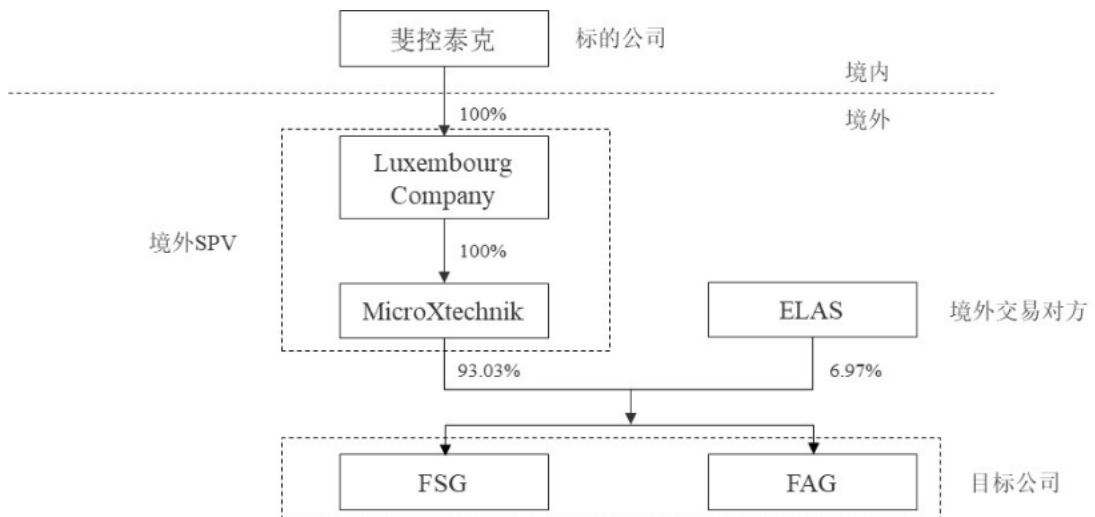 斐控泰克
标的公司
境内
100%
境外
Luxembourg
Company
境外SPV
100%
MicroXtechnik
ELAS
境外交易对方
93.03%
6.97%
FSG
FAG
目标公司